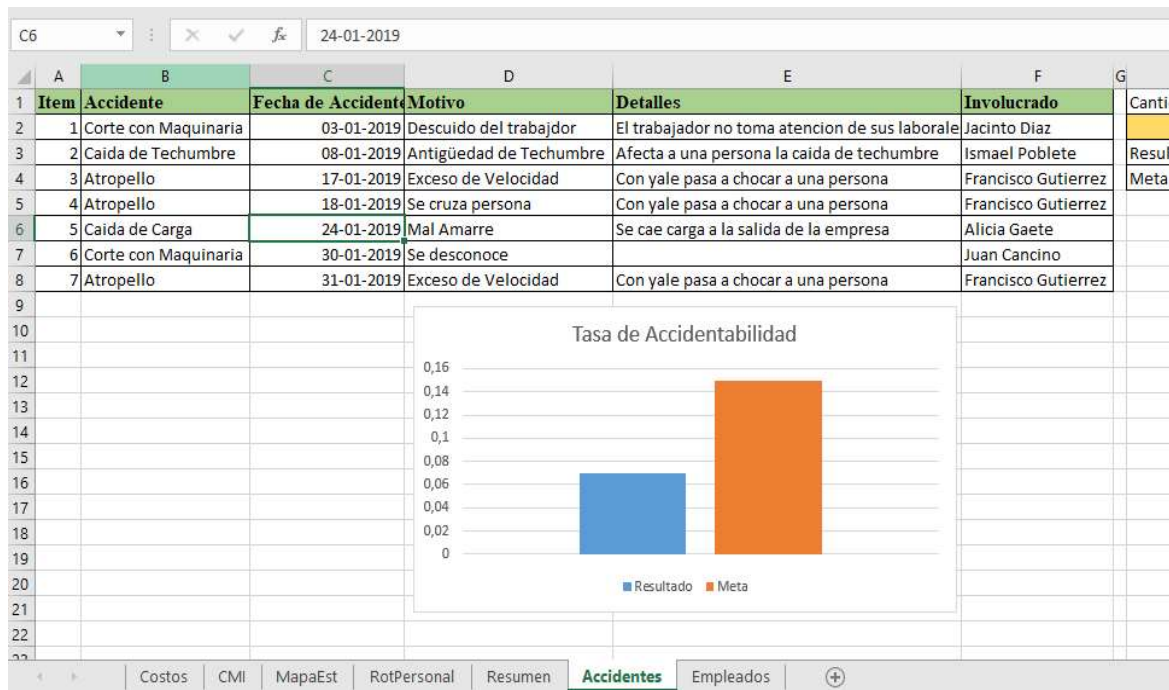 C6 fx 24-01-2019
A B C D E F G
1 Item Accidente Fecha de Accidente Motivo Detalles Involucrado Canti
2 1 Corte con Maquinaria 03-01-2019 Descuido del trabajdor El trabajador no toma atencion de sus laborale Jacinto Diaz
3 2 Caida de Techumbre 08-01-2019 Antigüedad de Techumbre Afecta a una persona la caida de techumbre Ismael Poblete Resul
4 3 Atropello 17-01-2019 Exceso de Velocidad Con yale pasa a chocar a una persona Francisco Gutierrez Meta
5 4 Atropello 18-01-2019 Se cruza persona Con yale pasa a chocar a una persona Francisco Gutierrez
6 5 Caida de Carga 24-01-2019 Mal Amarre Se cae carga a la salida de la empresa Alicia Gaete
7 6 Corte con Maquinaria 30-01-2019 Se desconoce Juan Cancino
8 7 Atropello 31-01-2019 Exceso de Velocidad Con yale pasa a chocar a una persona Francisco Gutierrez
9
10
11
12
13
14
15
16
17
18
19
20
21
22
Tasa de Accidentabilidad
0,16
0,14
0,12
0,1
0,08
0,06
0,04
0,02
0
Resultado Meta
Costos CMI MapaEst RotPersonal Resumen Accidentes Empleados